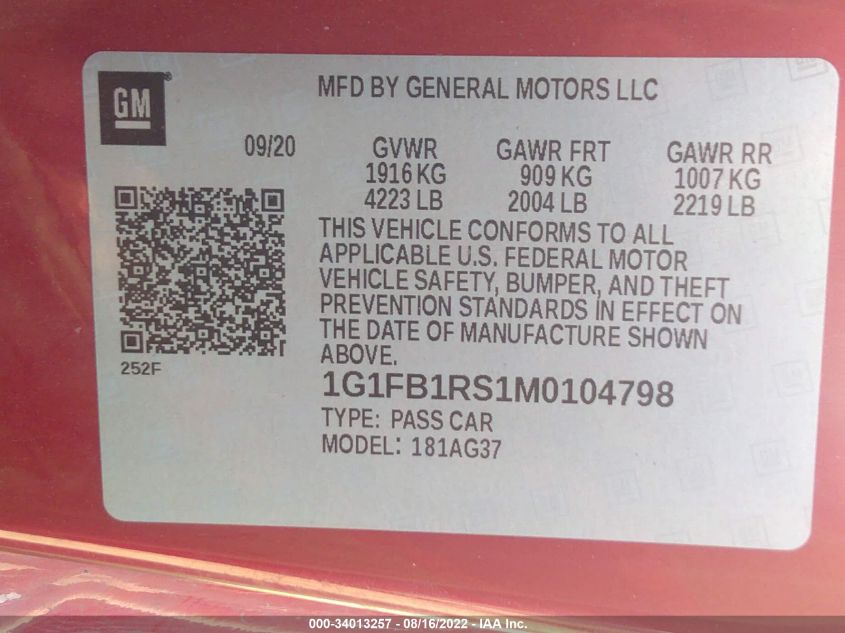 GM®
MFD BY GENERAL MOTORS LLC
09/20 GVWR GAWR FRT GAWR RR
1916 KG 909 KG 1007 KG
4223 LB 2004 LB 2219 LB
THIS VEHICLE CONFORMS TO ALL
APPLICABLE U.S. FEDERAL MOTOR
VEHICLE SAFETY, BUMPER, AND THEFT
PREVENTION STANDARDS IN EFFECT ON
THE DATE OF MANUFACTURE SHOWN
ABOVE.
252F
1G1FB1RS1M0104798
TYPE: PASS CAR
MODEL: 181AG37
000-34013257 - 08/16/2022 - IAA Inc.